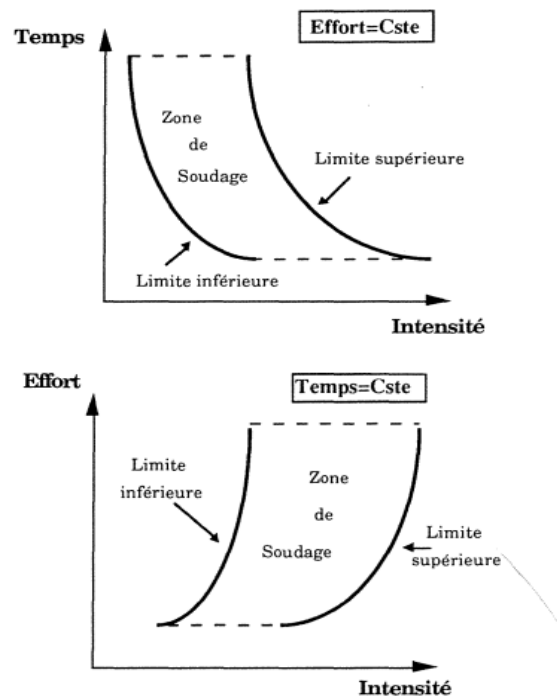 Effort=Cste
Temps
Zone
de
Soudage
Limite supérieure
Limite inférieure
Intensité
Effort
Temps=Cste
Limite
inférieure
Zone
de
Soudage
Limite
supérieure
Intensité